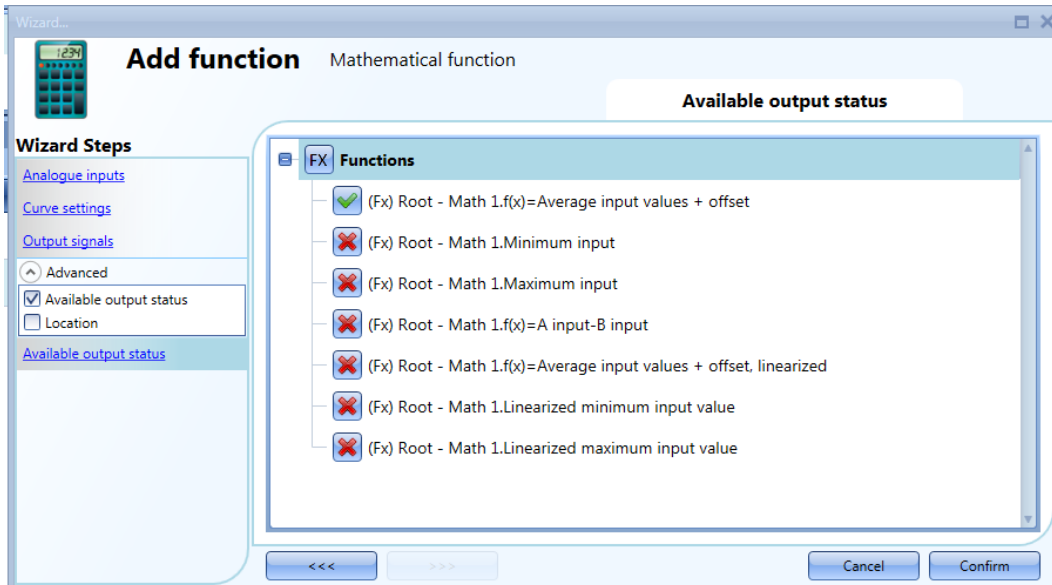 Wizard...
1234
Add function Mathematical function
Available output status
Wizard Steps
Analogue inputs
Curve settings
Output signals
Advanced
Available output status
Location
Available output status
FX Functions
(Fx) Root - Math 1.f(x)=Average input values + offset
(Fx) Root - Math 1.Minimum input
(Fx) Root - Math 1.Maximum input
(Fx) Root - Math 1.f(x)=A input-B input
(Fx) Root - Math 1.f(x)=Average input values + offset, linearized
(Fx) Root - Math 1.Linearized minimum input value
(Fx) Root - Math 1.Linearized maximum input value
<<< >>> Cancel Confirm